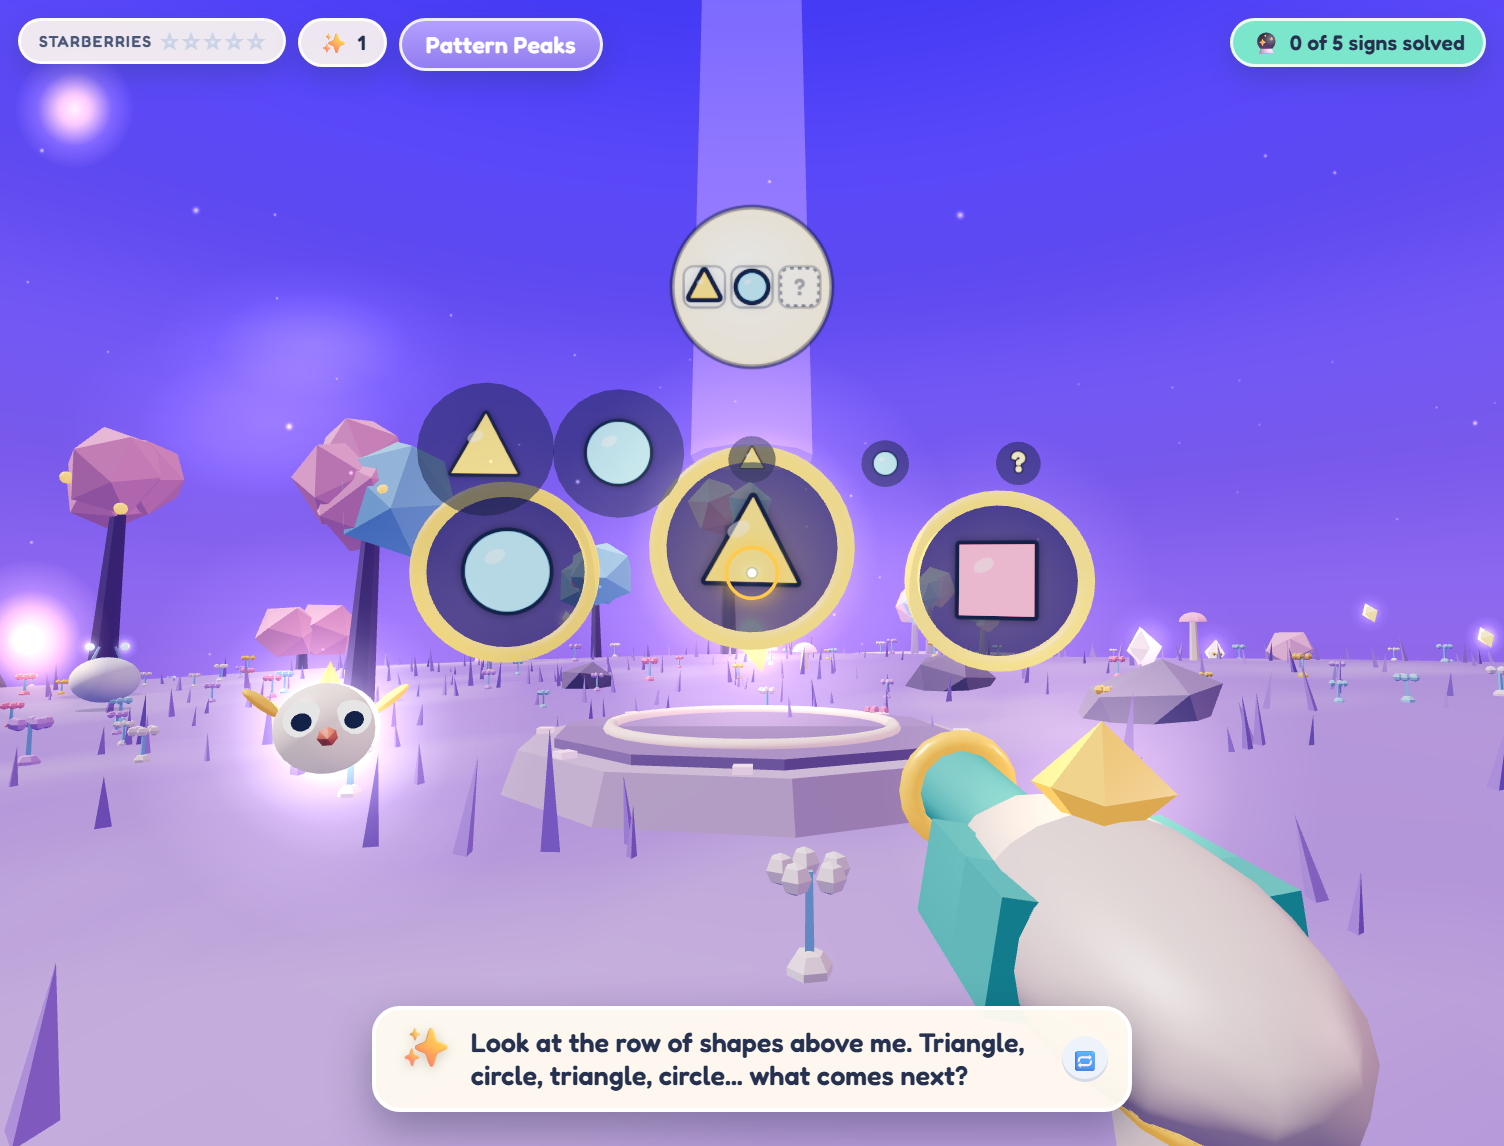 STARBERRIES
1
Pattern Peaks
0 of 5 signs solved
?
?
Look at the row of shapes above me. Triangle,
circle, triangle, circle... what comes next?